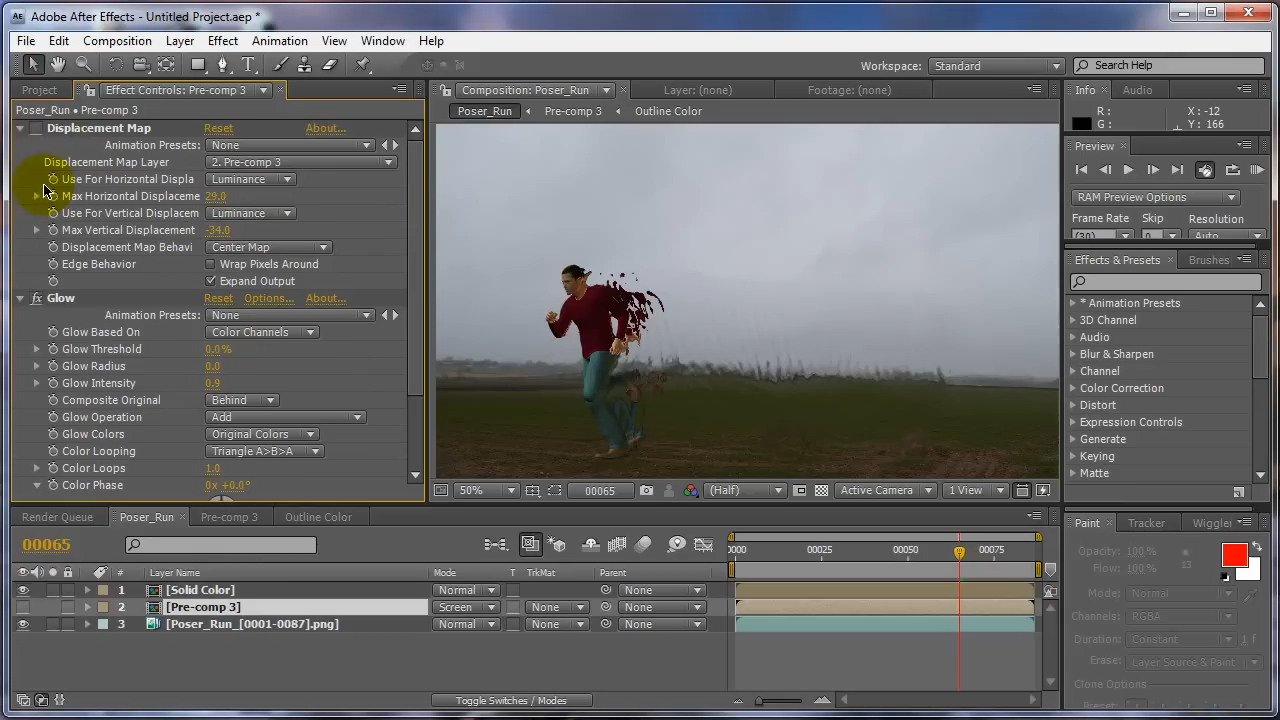 Adobe After Effects - Untitled Project.aep *
File Edit Composition Layer Effect Animation View Window Help
Workspace: Standard Search Help
Project Effect Controls: Pre-comp 3
Poser_Run • Pre-comp 3
Displacement Map Reset About...
Animation Presets: None
Displacement Map Layer 2. Pre-comp 3
Use For Horizontal Displa Luminance
Max Horizontal Displaceme 29.0
Use For Vertical Displacem Luminance
Max Vertical Displacement -34.0
Displacement Map Behavi Center Map
Edge Behavior Wrap Pixels Around
Expand Output
fx Glow Reset Options... About...
Animation Presets: None
Glow Based On Color Channels
Glow Threshold 0.0%
Glow Radius 0.0
Glow Intensity 0.9
Composite Original Behind
Glow Operation Add
Glow Colors Original Colors
Color Looping Triangle A>B>A
Color Loops 1.0
Color Phase 0x +0.0°
Composition: Poser_Run Layer: (none) Footage: (none)
Poser_Run Pre-comp 3 Outline Color
50% 00065 (Half) Active Camera 1 View
Info Audio
R: X: -12
G: Y: 166
Preview
RAM Preview Options
Frame Rate Skip Resolution
(30) 0 Auto
Effects & Presets Brushes
* Animation Presets
3D Channel
Audio
Blur & Sharpen
Channel
Color Correction
Distort
Expression Controls
Generate
Keying
Matte
Render Queue Poser_Run Pre-comp 3 Outline Color
00065
0000 00025 00050 00075
# Layer Name Mode T TrkMat Parent
1 [Solid Color] Normal None
2 [Pre-comp 3] Screen None None
3 [Poser_Run_[0001-0087].png] Normal None None
Toggle Switches / Modes
Paint Tracker Wiggler
Opacity: 100 %
Flow: 100 % 13
Mode: Normal
Channels: RGBA
Duration: Constant 1 f
Erase: Layer Source & Paint
Clone Options